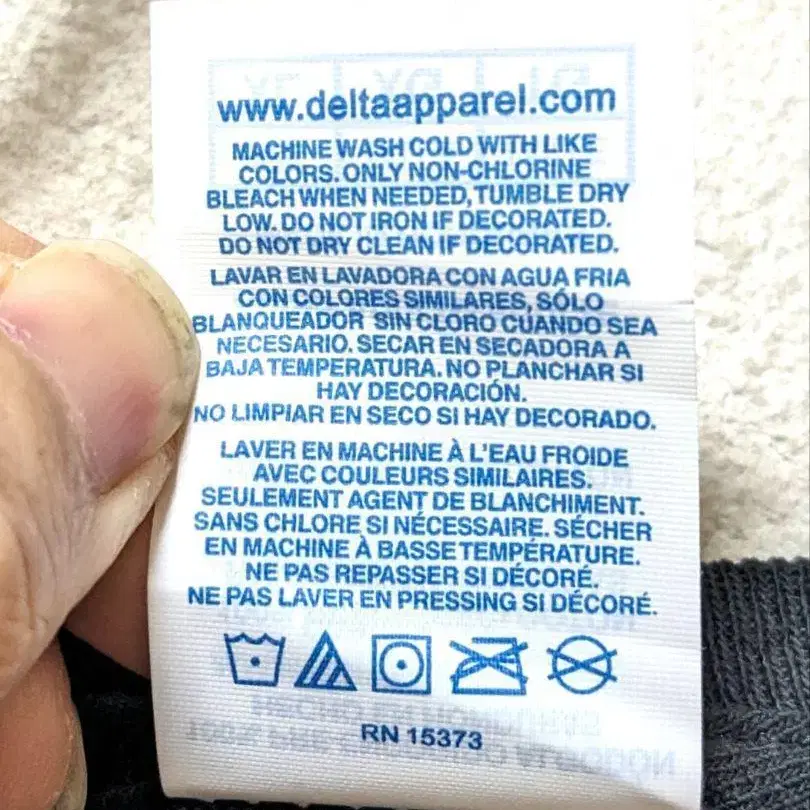 www.deltaapparel.com
MACHINE WASH COLD WITH LIKE
COLORS. ONLY NON-CHLORINE
BLEACH WHEN NEEDED, TUMBLE DRY
LOW. DO NOT IRON IF DECORATED.
DO NOT DRY CLEAN IF DECORATED.
LAVAR EN LAVADORA CON AGUA FRIA
CON COLORES SIMILARES, SÓLO
BLANQUEADOR SIN CLORO CUANDO SEA
NECESARIO. SECAR EN SECADORA A
BAJA TEMPERATURA. NO PLANCHAR SI
HAY DECORACIÓN.
NO LIMPIAR EN SECO SI HAY DECORADO.
LAVER EN MACHINE À L'EAU FROIDE
AVEC COULEURS SIMILAIRES.
SEULEMENT AGENT DE BLANCHIMENT.
SANS CHLORE SI NÉCESSAIRE. SÉCHER
EN MACHINE À BASSE TEMPÉRATURE.
NE PAS REPASSER SI DÉCORÉ.
NE PAS LAVER EN PRESSING SI DÉCORÉ.
RN 15373